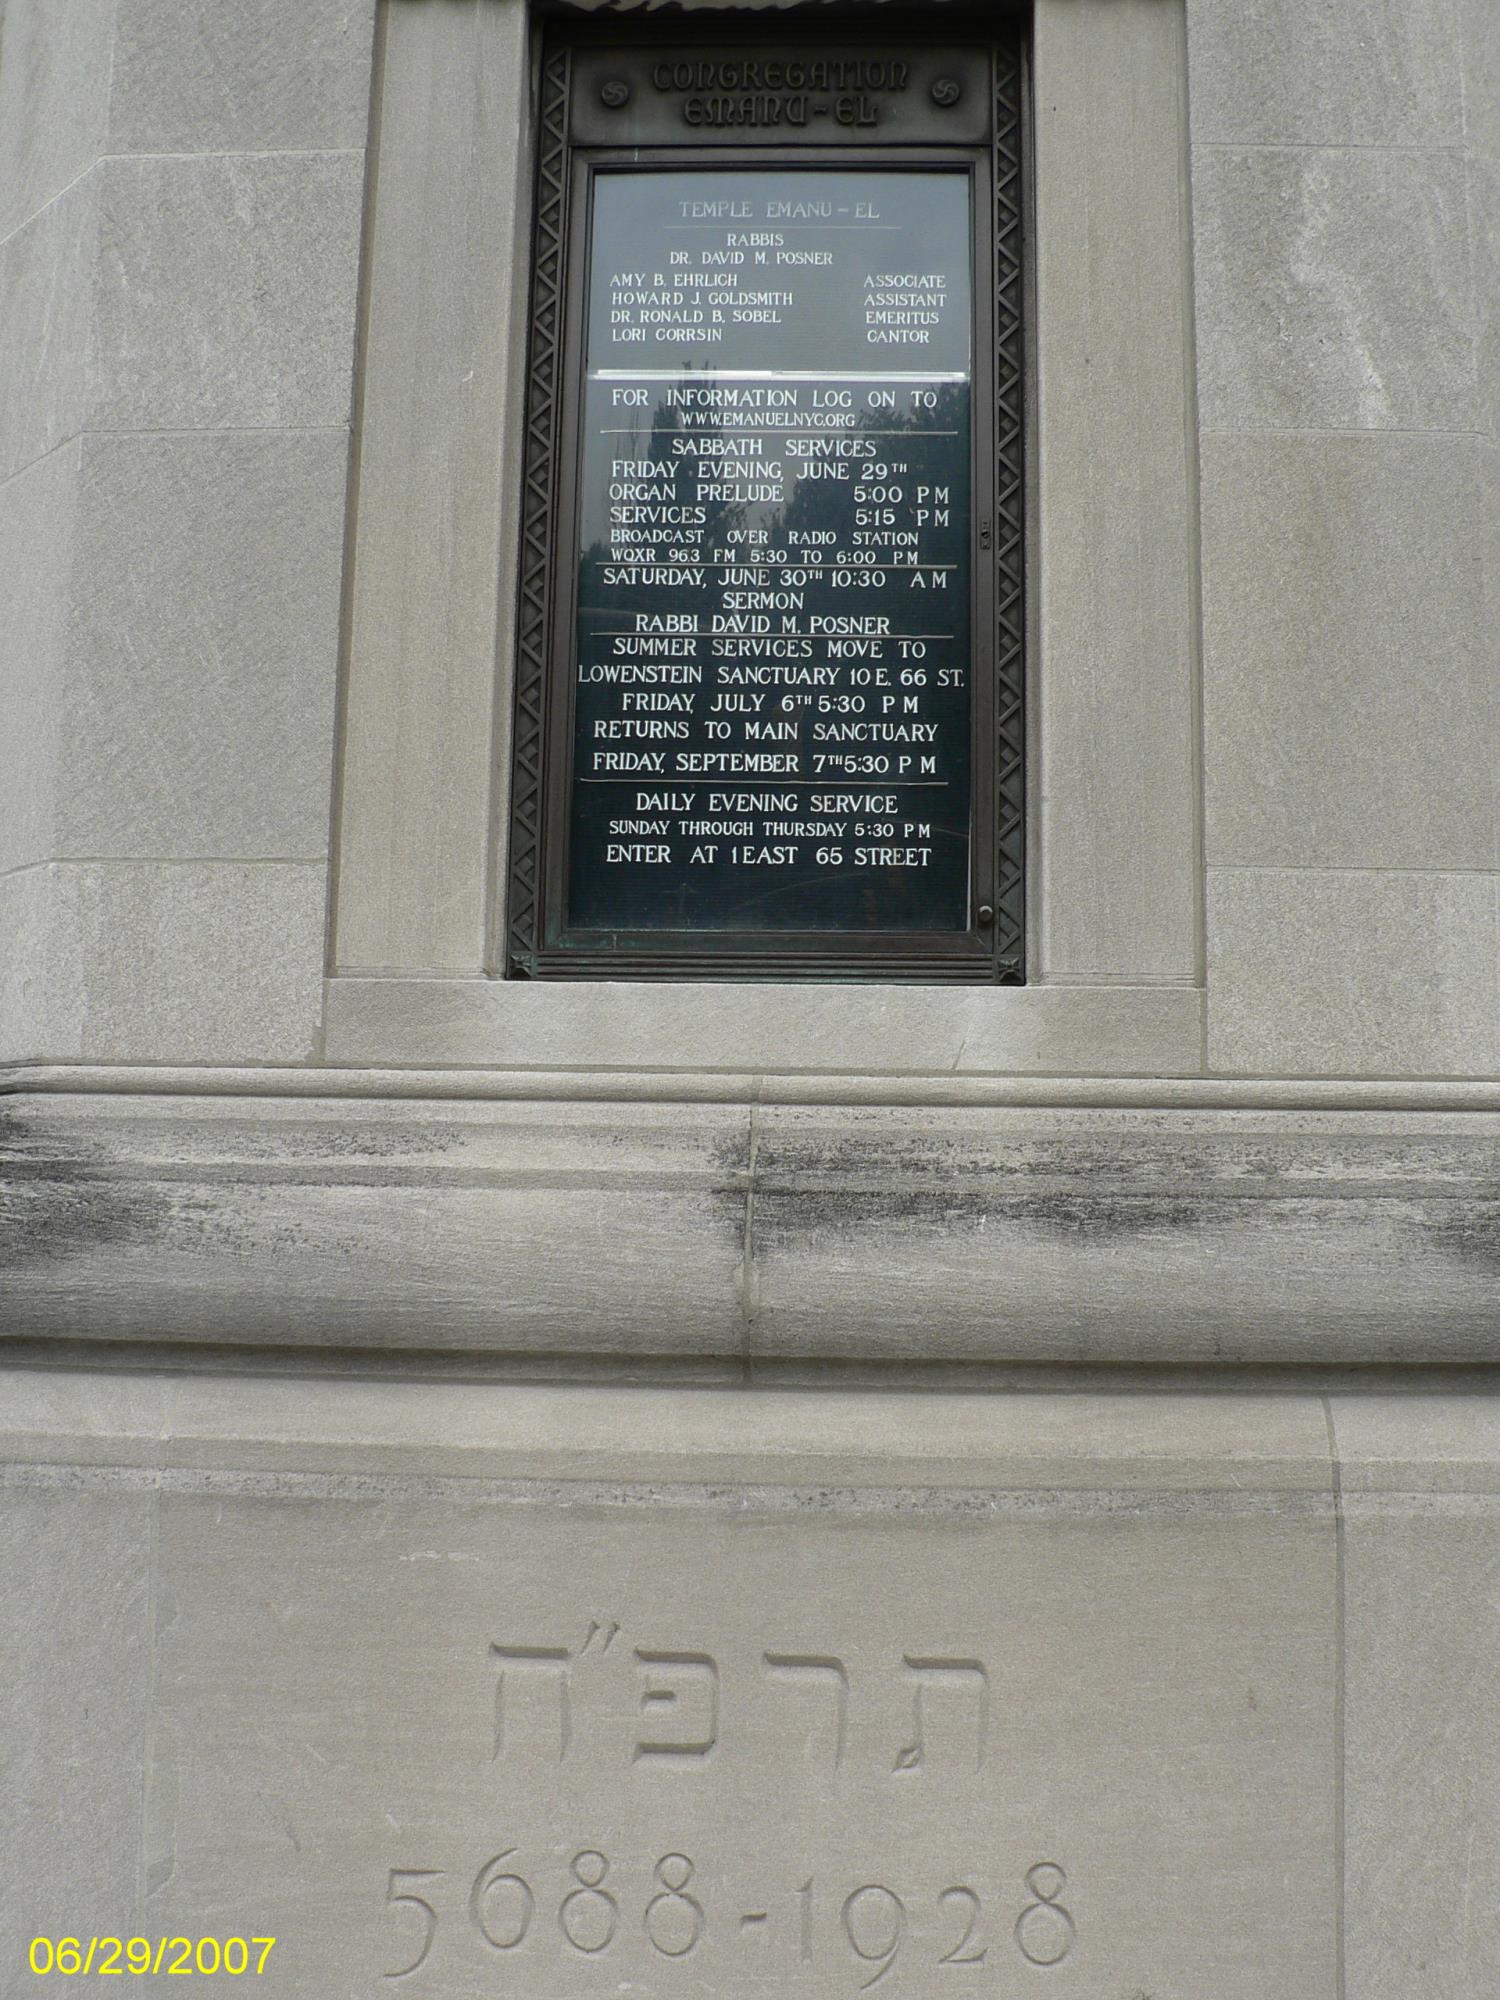 CONGREGATION
EMANU-EL
TEMPLE EMANU-EL
RABBIS
DR. DAVID M. POSNER
AMY B. EHRLICH ASSOCIATE
HOWARD J. GOLDSMITH ASSISTANT
DR. RONALD B. SOBEL EMERITUS
LORI CORRSIN CANTOR
FOR INFORMATION LOG ON TO
WWW.EMANUELNYC.ORG
SABBATH SERVICES
FRIDAY EVENING, JUNE 29TH
ORGAN PRELUDE 5:00 PM
SERVICES 5:15 PM
BROADCAST OVER RADIO STATION
WQXR 96.3 FM 5:30 TO 6:00 PM
SATURDAY, JUNE 30TH 10:30 AM
SERMON
RABBI DAVID M. POSNER
SUMMER SERVICES MOVE TO
LOWENSTEIN SANCTUARY 10 E. 66 ST.
FRIDAY, JULY 6TH 5:30 PM
RETURNS TO MAIN SANCTUARY
FRIDAY, SEPTEMBER 7TH 5:30 PM
DAILY EVENING SERVICE
SUNDAY THROUGH THURSDAY 5:30 PM
ENTER AT 1 EAST 65 STREET
תרפ״ח
5688-1928
06/29/2007